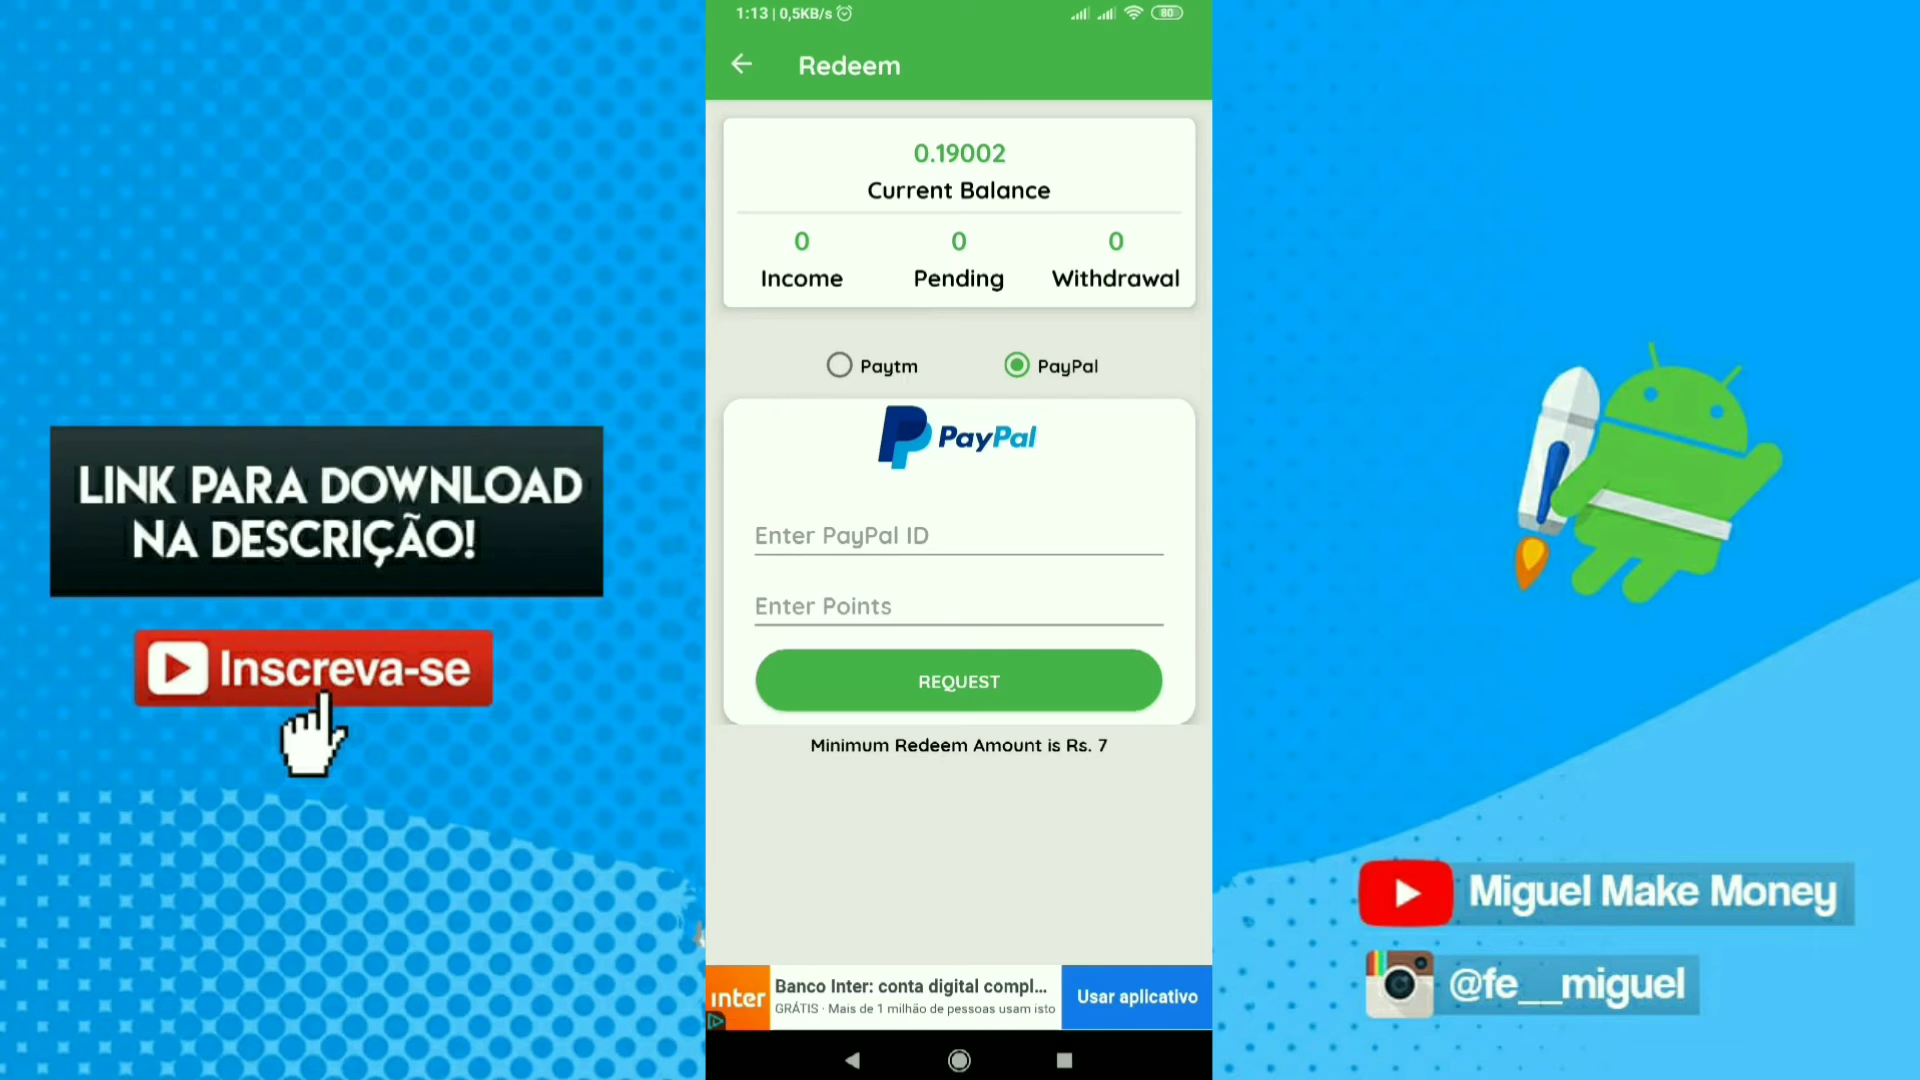 1:13 | 0,5KB/s
80
Redeem
0.19002
Current Balance
0
0
0
Income
Pending
Withdrawal
Paytm
PayPal
PayPal
Enter PayPal ID
Enter Points
REQUEST
Minimum Redeem Amount is Rs. 7
LINK PARA DOWNLOAD
NA DESCRIÇÃO!
Inscreva-se
Miguel Make Money
@fe__miguel
inter
Banco Inter: conta digital compl...
GRÁTIS · Mais de 1 milhão de pessoas usam isto
Usar aplicativo